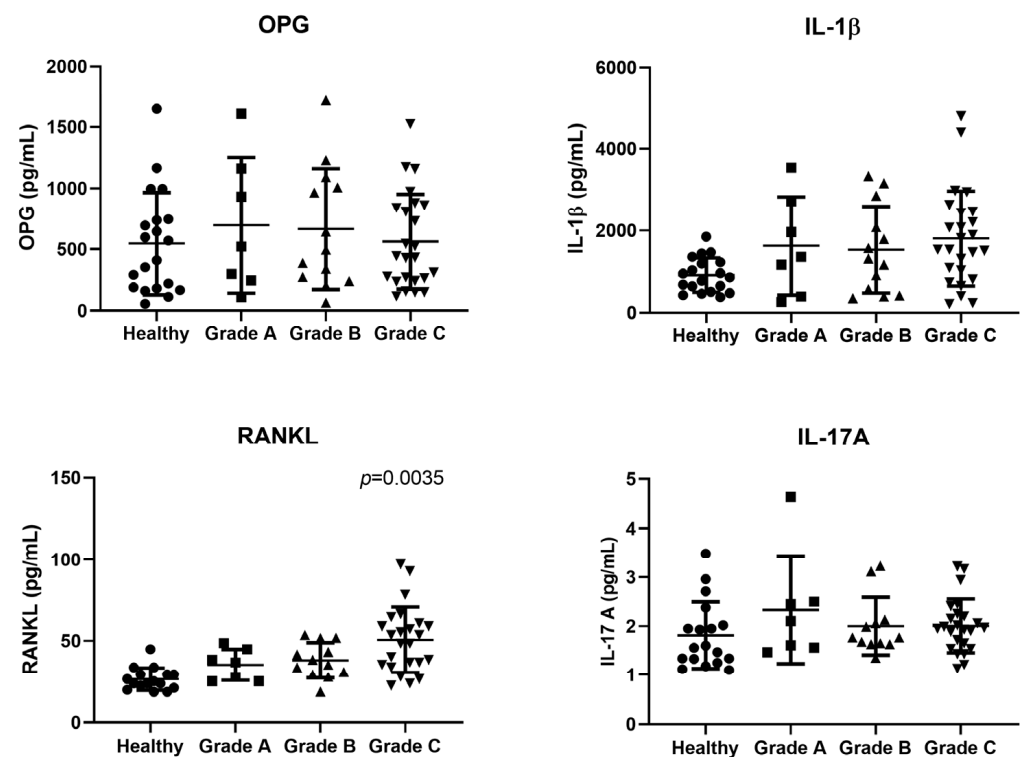 OPG
OPG (pg/mL)
2000
1500
1000
500
0
Healthy Grade A Grade B Grade C
IL-1β
IL-1β (pg/mL)
6000
4000
2000
0
Healthy Grade A Grade B Grade C
RANKL
p=0.0035
RANKL (pg/mL)
150
100
50
0
Healthy Grade A Grade B Grade C
IL-17A
IL-17 A (pg/mL)
5
4
3
2
1
0
Healthy Grade A Grade B Grade C